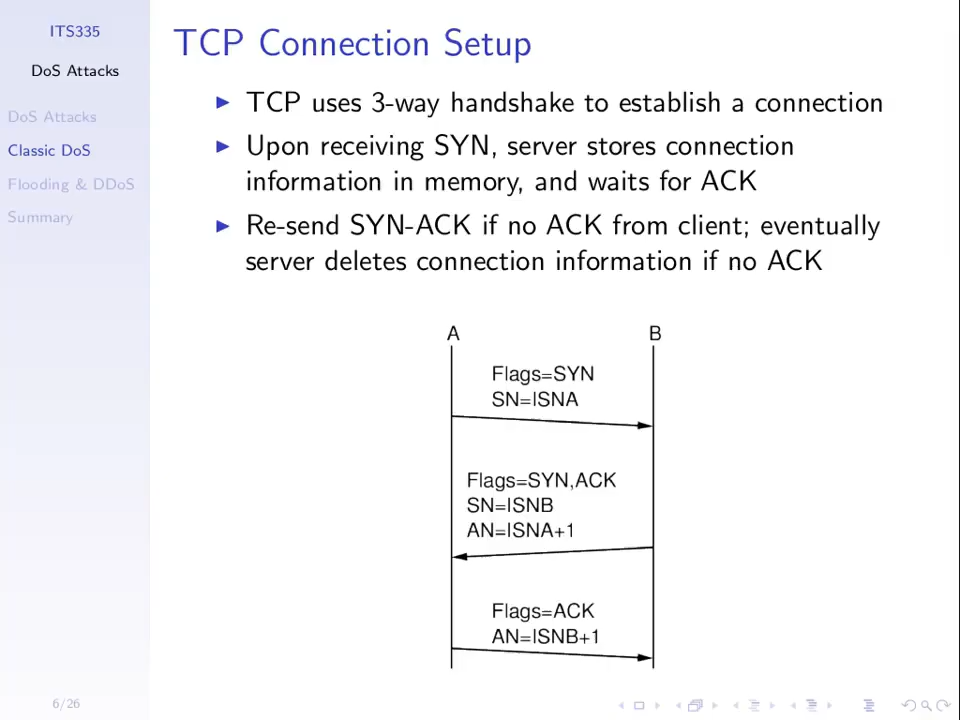 ITS335
DoS Attacks
DoS Attacks
Classic DoS
Flooding & DDoS
Summary
TCP Connection Setup
TCP uses 3-way handshake to establish a connection
Upon receiving SYN, server stores connection
information in memory, and waits for ACK
Re-send SYN-ACK if no ACK from client; eventually
server deletes connection information if no ACK
A B
Flags=SYN
SN=ISNA
Flags=SYN,ACK
SN=ISNB
AN=ISNA+1
Flags=ACK
AN=ISNB+1
6/26